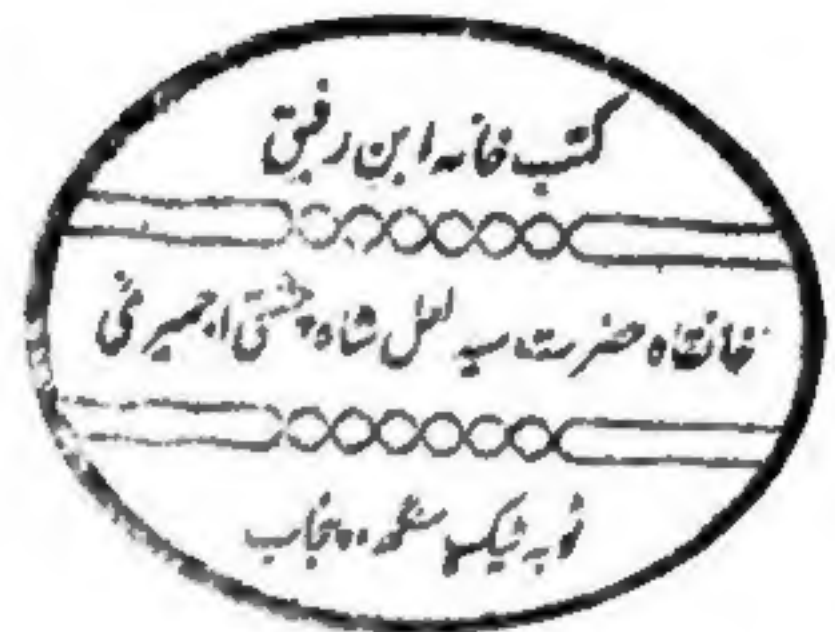 کتب خانہ ابن رفیق
خانقاہ حضرت سید لعل شاہ چشتی اجمیری
ٹوبہ ٹیک سنگھ، پنجاب